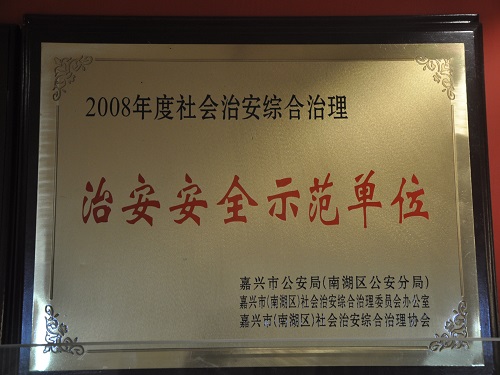 2008年度社会治安综合治理
治安安全示范单位
嘉兴市公安局(南湖区公安分局)
嘉兴市(南湖区)社会治安综合治理委员会办公室
嘉兴市(南湖区)社会治安综合治理协会